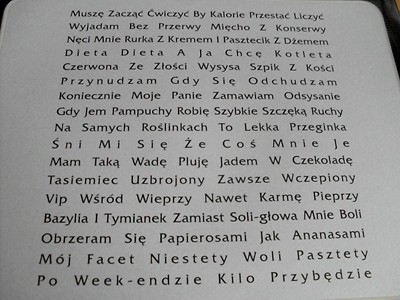 Muszę Zacząć Ćwiczyć By Kalorie Przestać Liczyć
Wyjadam Bez Przerwy Mięcho Z Konserwy
Nęci Mnie Rurka Z Kremem I Pasztecik Z Dżemem
Dieta Dieta A Ja Chcę Kotleta
Czerwona Ze Złości Wysysa Szpik Z Kości
Przynudzam Gdy Się Odchudzam
Koniecznie Moje Panie Zamawiam Odsysanie
Gdy Jem Pampuchy Robię Szybkie Szczęką Ruchy
Na Samych Roślinkach To Lekka Przeginka
Śni Mi Się Że Coś Mnie Je
Mam Taką Wadę Pluję Jadem W Czekoladę
Tasiemiec Uzbrojony Zawsze Wczepiony
Vip Wśród Wieprzy Nawet Karmę Pieprzy
Bazylia I Tymianek Zamiast Soli-głowa Mnie Boli
Obrzeram Się Papierosami Jak Ananasami
Mój Facet Niestety Woli Pasztety
Po Week-endzie Kilo Przybędzie